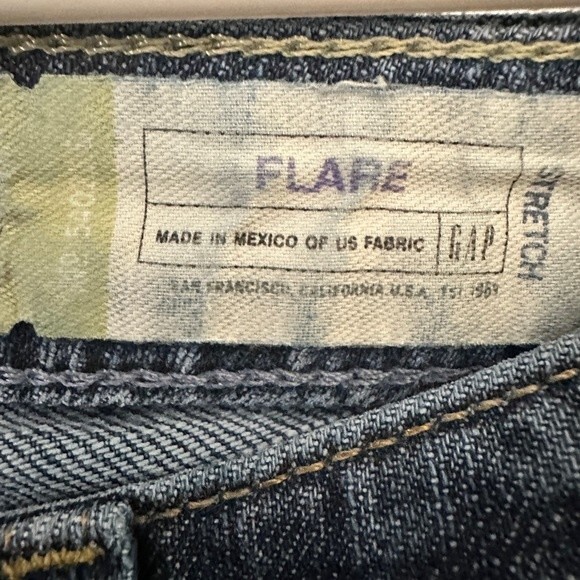 FLARE
MADE IN MEXICO OF US FABRIC
GAP
STRETCH
SAN FRANCISCO, CALIFORNIA U.S.A. EST. 1969